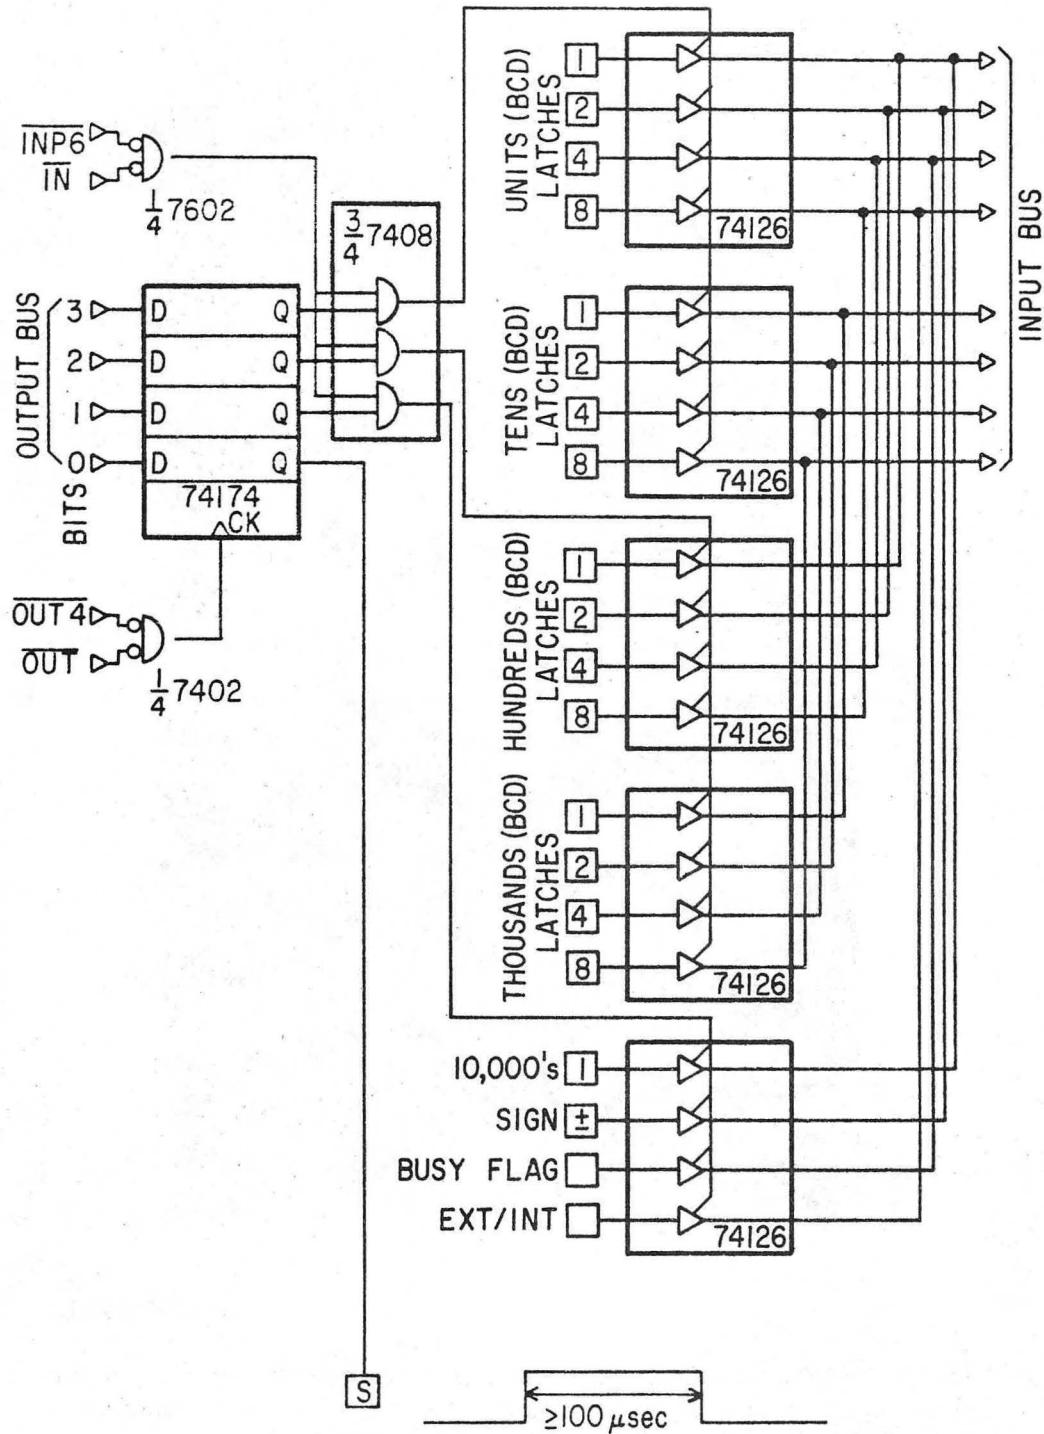 INP6
IN
1/4 7602
3/4 7408
OUTPUT BUS
BITS
3
2
1
0
D Q
D Q
D Q
D Q
74174
CK
OUT4
OUT
1/4 7402
UNITS (BCD)
LATCHES
1
2
4
8
74126
TENS (BCD)
LATCHES
1
2
4
8
74126
HUNDREDS (BCD)
LATCHES
1
2
4
8
74126
THOUSANDS (BCD)
LATCHES
1
2
4
8
74126
10,000's 1
SIGN ±
BUSY FLAG
EXT/INT
74126
INPUT BUS
S
≥100 μsec